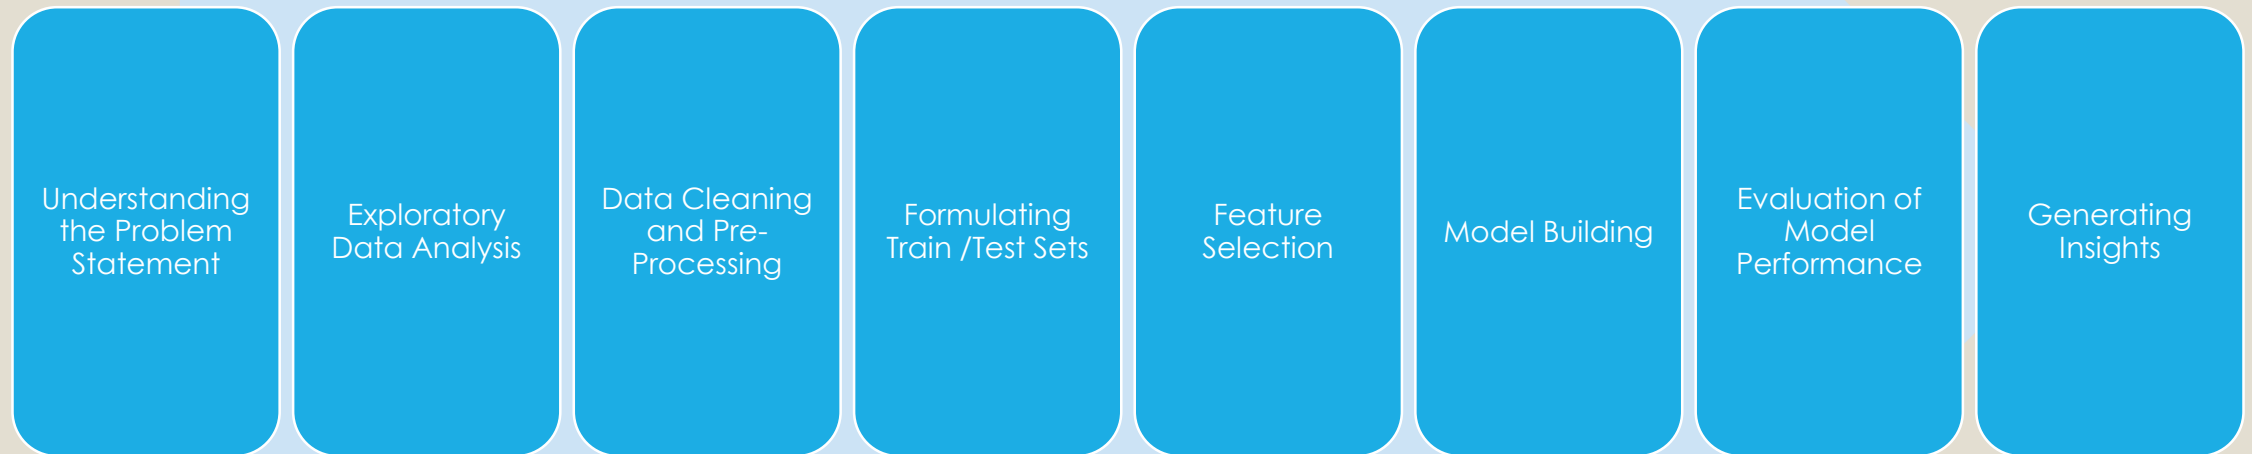 Understanding
the Problem
Statement
Exploratory
Data Analysis
Data Cleaning
and Pre-
Processing
Formulating
Train /Test Sets
Feature
Selection
Model Building
Evaluation of
Model
Performance
Generating
Insights